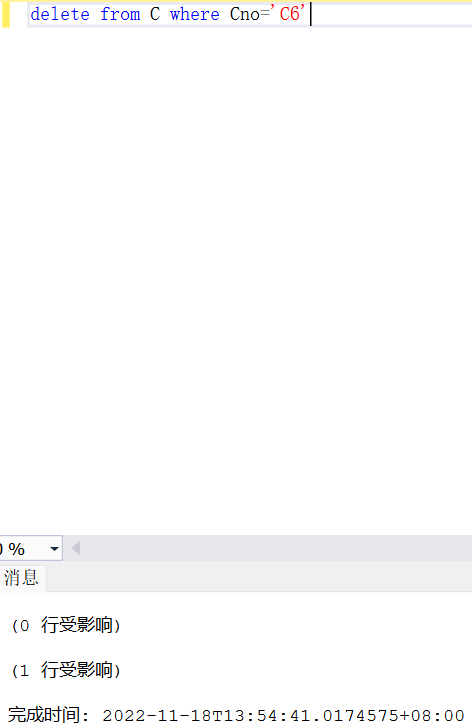 delete from C where Cno='C6'
%
消息
(0 行受影响)
(1 行受影响)
完成时间: 2022-11-18T13:54:41.0174575+08:00